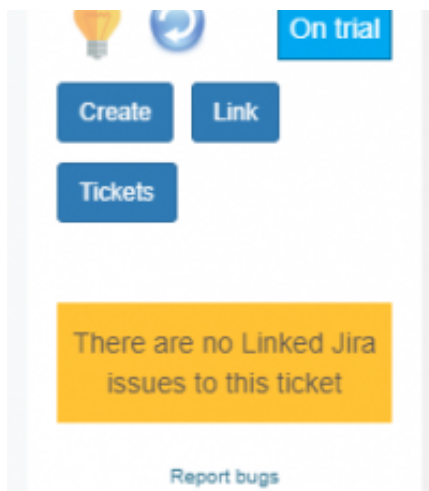 On trial
Create Link
Tickets
There are no Linked Jira
issues to this ticket
Report bugs